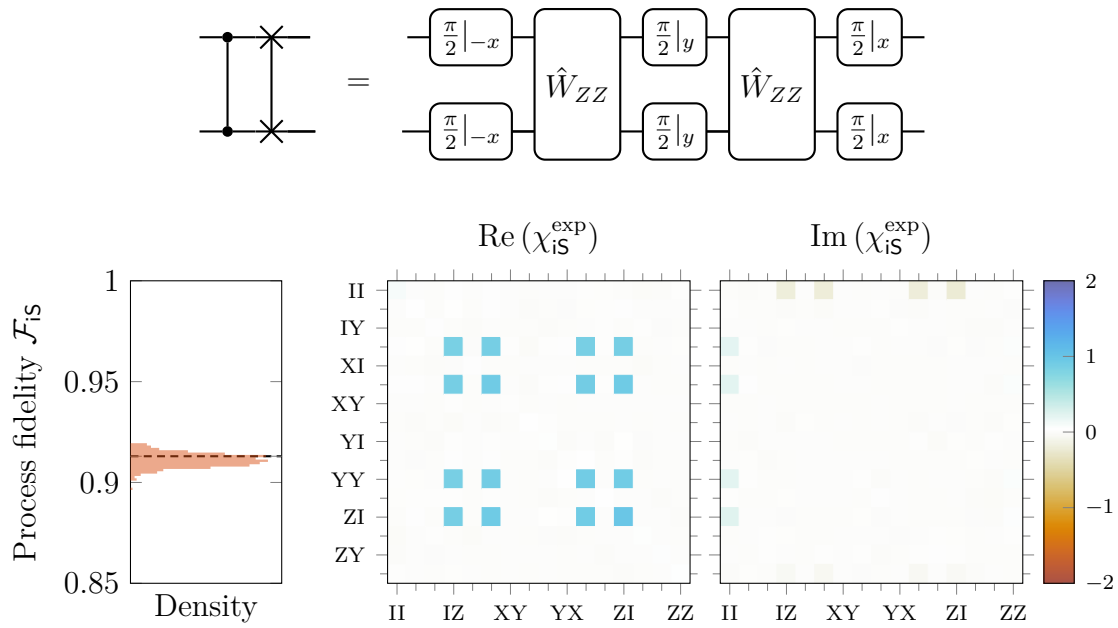 =
π/2|−x
Ŵ_ZZ
π/2|y
Ŵ_ZZ
π/2|x
π/2|−x
π/2|y
π/2|x
Re (χ_iS^exp)
Im (χ_iS^exp)
Process fidelity F_iS
1
0.95
0.9
0.85
Density
II
IY
XI
XY
YI
YY
ZI
ZY
II
IZ
XY
YX
ZI
ZZ
II
IZ
XY
YX
ZI
ZZ
2
1
0
−1
−2